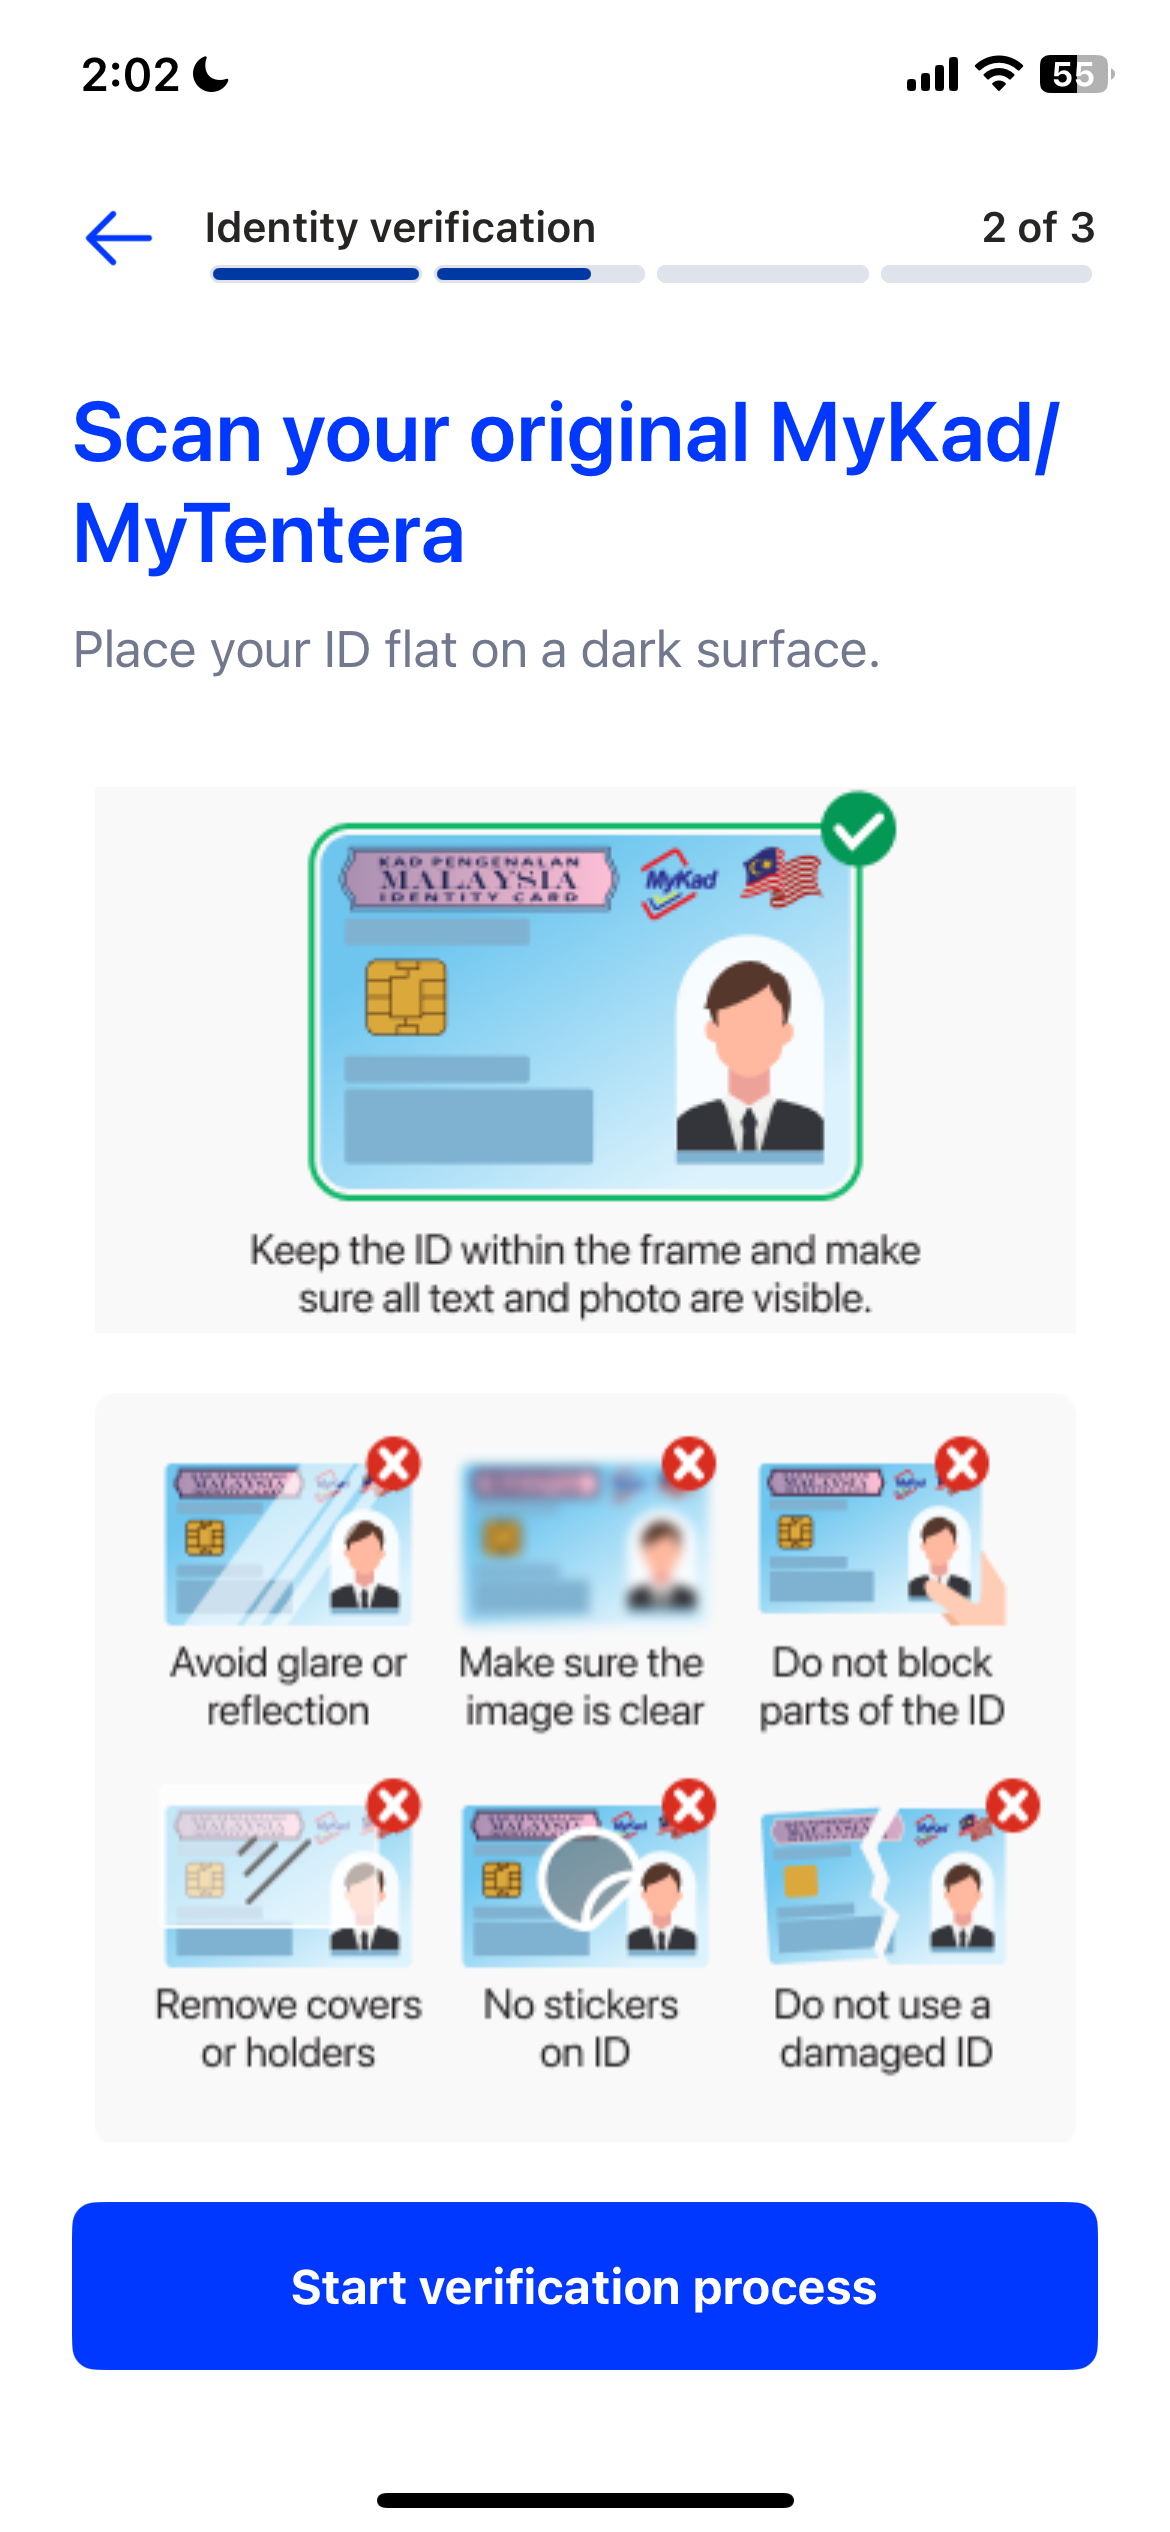 2:02
55
Identity verification
2 of 3
Scan your original MyKad/
MyTentera
Place your ID flat on a dark surface.
KAD PENGENALAN
MALAYSIA
IDENTITY CARD
MyKad
Keep the ID within the frame and make
sure all text and photo are visible.
Avoid glare or
reflection
Make sure the
image is clear
Do not block
parts of the ID
Remove covers
or holders
No stickers
on ID
Do not use a
damaged ID
Start verification process